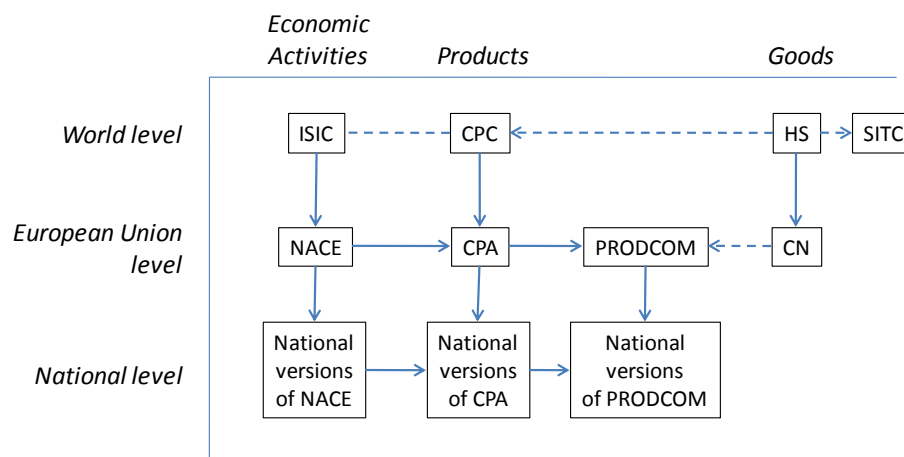 Economic
Activities
Products
Goods
World level
ISIC
CPC
HS
SITC
European Union
level
NACE
CPA
PRODCOM
CN
National level
National
versions
of NACE
National
versions
of CPA
National
versions
of PRODCOM